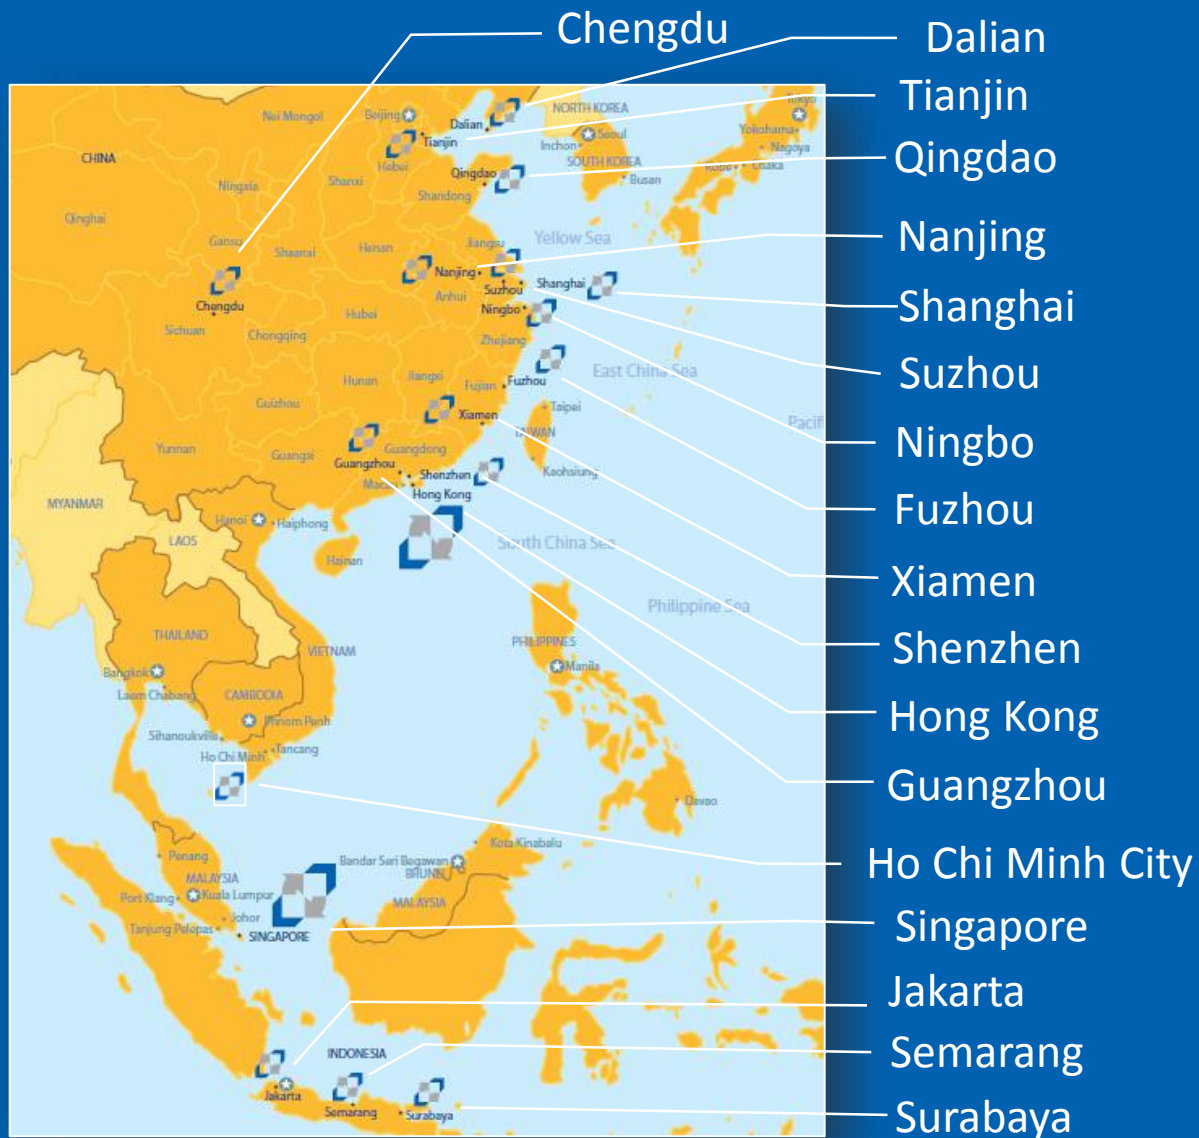 Chengdu
Dalian
Tianjin
Qingdao
Nanjing
Shanghai
Suzhou
Ningbo
Fuzhou
Xiamen
Shenzhen
Hong Kong
Guangzhou
Ho Chi Minh City
Singapore
Jakarta
Semarang
Surabaya
Nei Mongol
Beijing
Dalian
NORTH KOREA
Tokyo
CHINA
Tianjin
Inchon
Seoul
Yokohama
Nagoya
Hebei
SOUTH KOREA
Kobe
Osaka
Ningxia
Shanxi
Qingdao
Busan
Shandong
Qinghai
Gansu
Shaanxi
Henan
Jiangsu
Yellow Sea
Nanjing
Suzhou
Shanghai
Anhui
Chengdu
Ningbo
Hubei
Sichuan
Chongqing
Zhejiang
Hunan
Jiangxi
Fujian
Fuzhou
East China Sea
Guizhou
Xiamen
Taipei
TAIWAN
Pacifi
Yunnan
Guangxi
Guangdong
Guangzhou
Shenzhen
Kaohsiung
Macau
Hong Kong
MYANMAR
Hanoi
Haiphong
LAOS
South China Sea
Hainan
Philippine Sea
THAILAND
VIETNAM
PHILIPPINES
Manila
Bangkok
Laem Chabang
CAMBODIA
Phnom Penh
Sihanoukville
Ho Chi Minh
Tancang
Davao
Kota Kinabalu
Penang
Bandar Seri Begawan
BRUNEI
MALAYSIA
Port Klang
Kuala Lumpur
MALAYSIA
Johor
Tanjung Pelepas
SINGAPORE
INDONESIA
Jakarta
Semarang
Surabaya